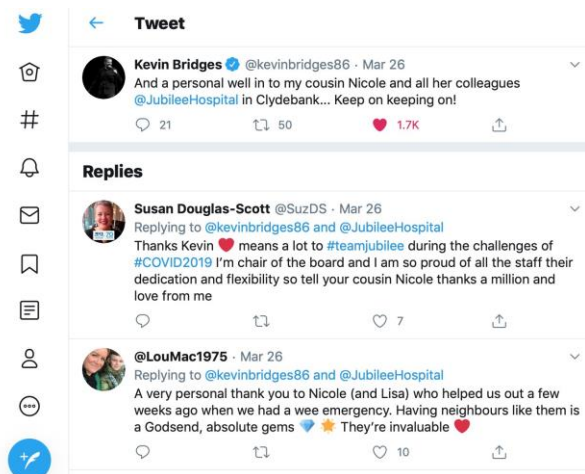 Tweet
Kevin Bridges @kevinbridges86 · Mar 26
And a personal well in to my cousin Nicole and all her colleagues
@JubileeHospital in Clydebank... Keep on keeping on!
21 50 1.7K
Replies
Susan Douglas-Scott @SuzDS · Mar 26
Replying to @kevinbridges86 and @JubileeHospital
Thanks Kevin ❤️ means a lot to #teamjubilee during the challenges of
#COVID2019 I'm chair of the board and I am so proud of all the staff their
dedication and flexibility so tell your cousin Nicole thanks a million and
love from me
7
@LouMac1975 · Mar 26
Replying to @kevinbridges86 and @JubileeHospital
A very personal thank you to Nicole (and Lisa) who helped us out a few
weeks ago when we had a wee emergency. Having neighbours like them is
a Godsend, absolute gems 💎 🌟 They're invaluable ❤️
10